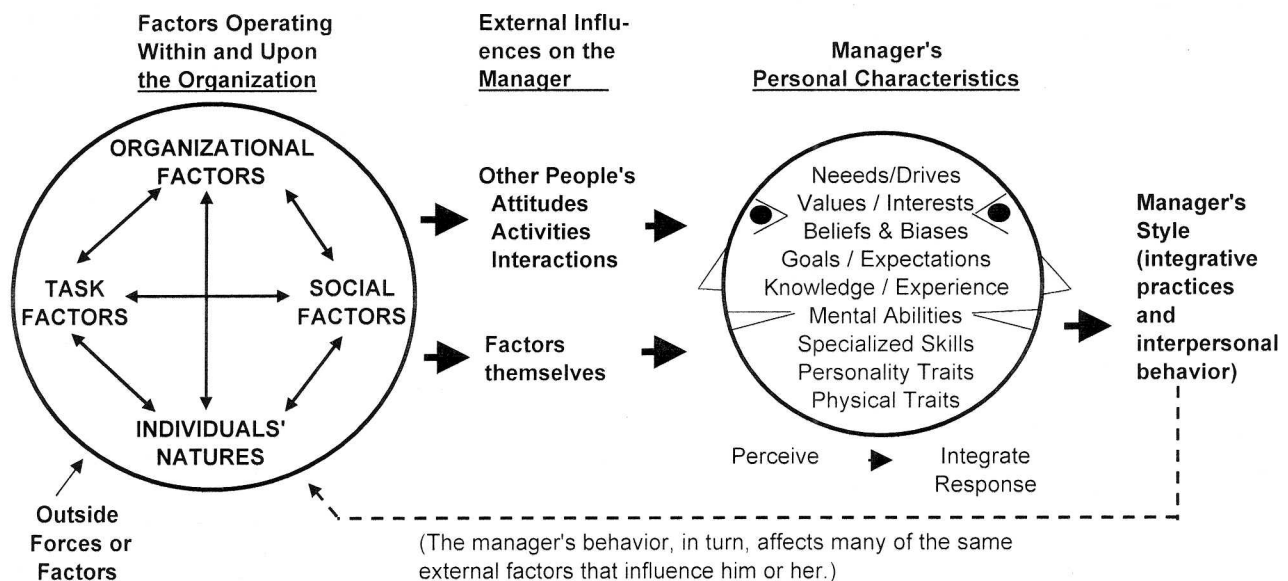 Factors Operating
Within and Upon
the Organization
External Influ-
ences on the
Manager
Manager's
Personal Characteristics
ORGANIZATIONAL
FACTORS
TASK
FACTORS
SOCIAL
FACTORS
INDIVIDUALS'
NATURES
Outside
Forces or
Factors
Other People's
Attitudes
Activities
Interactions
Factors
themselves
Neeeds/Drives
Values / Interests
Beliefs & Biases
Goals / Expectations
Knowledge / Experience
Mental Abilities
Specialized Skills
Personality Traits
Physical Traits
Perceive
Integrate
Response
Manager's
Style
(integrative
practices
and
interpersonal
behavior)
(The manager's behavior, in turn, affects many of the same
external factors that influence him or her.)